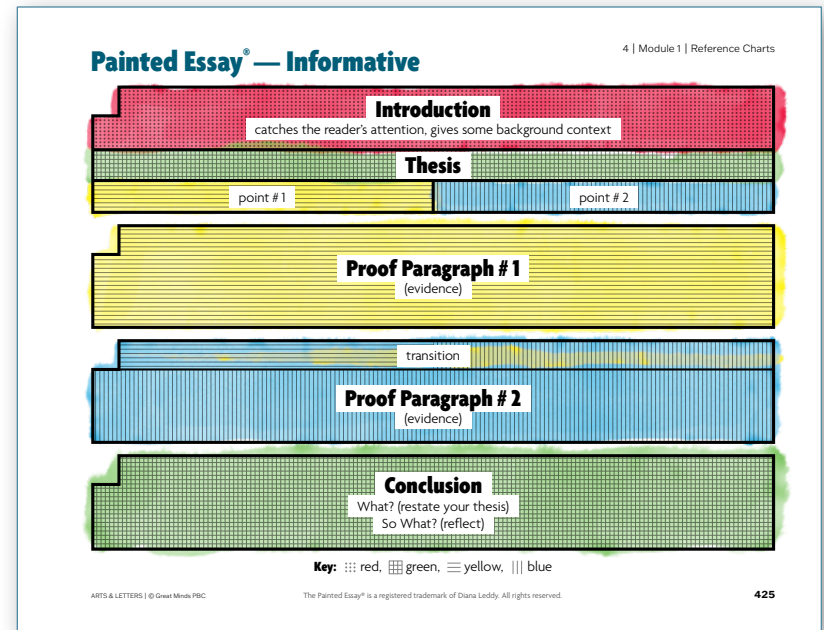 4 | Module 1 | Reference Charts
Painted Essay® — Informative
Introduction
catches the reader's attention, gives some background context
Thesis
point # 1
point # 2
Proof Paragraph # 1
(evidence)
transition
Proof Paragraph # 2
(evidence)
Conclusion
What? (restate your thesis)
So What? (reflect)
Key: red, green, yellow, blue
ARTS & LETTERS | © Great Minds PBC
The Painted Essay® is a registered trademark of Diana Leddy. All rights reserved.
425